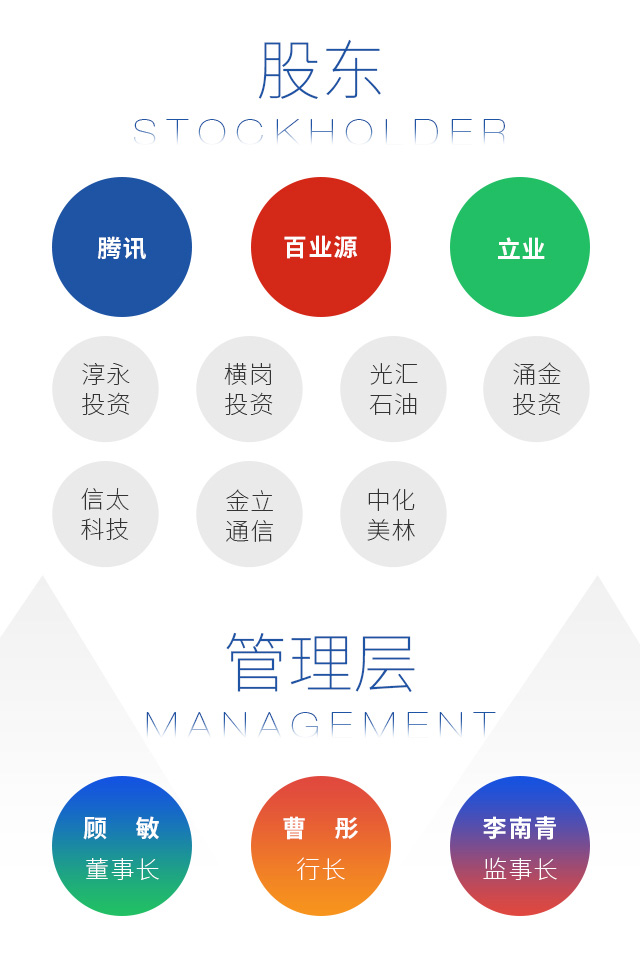 股东
STOCKHOLDER
腾讯
百业源
立业
淳永
投资
横岗
投资
光汇
石油
涌金
投资
信太
科技
金立
通信
中化
美林
管理层
MANAGEMENT
顾 敏
董事长
曹 彤
行长
李南青
监事长